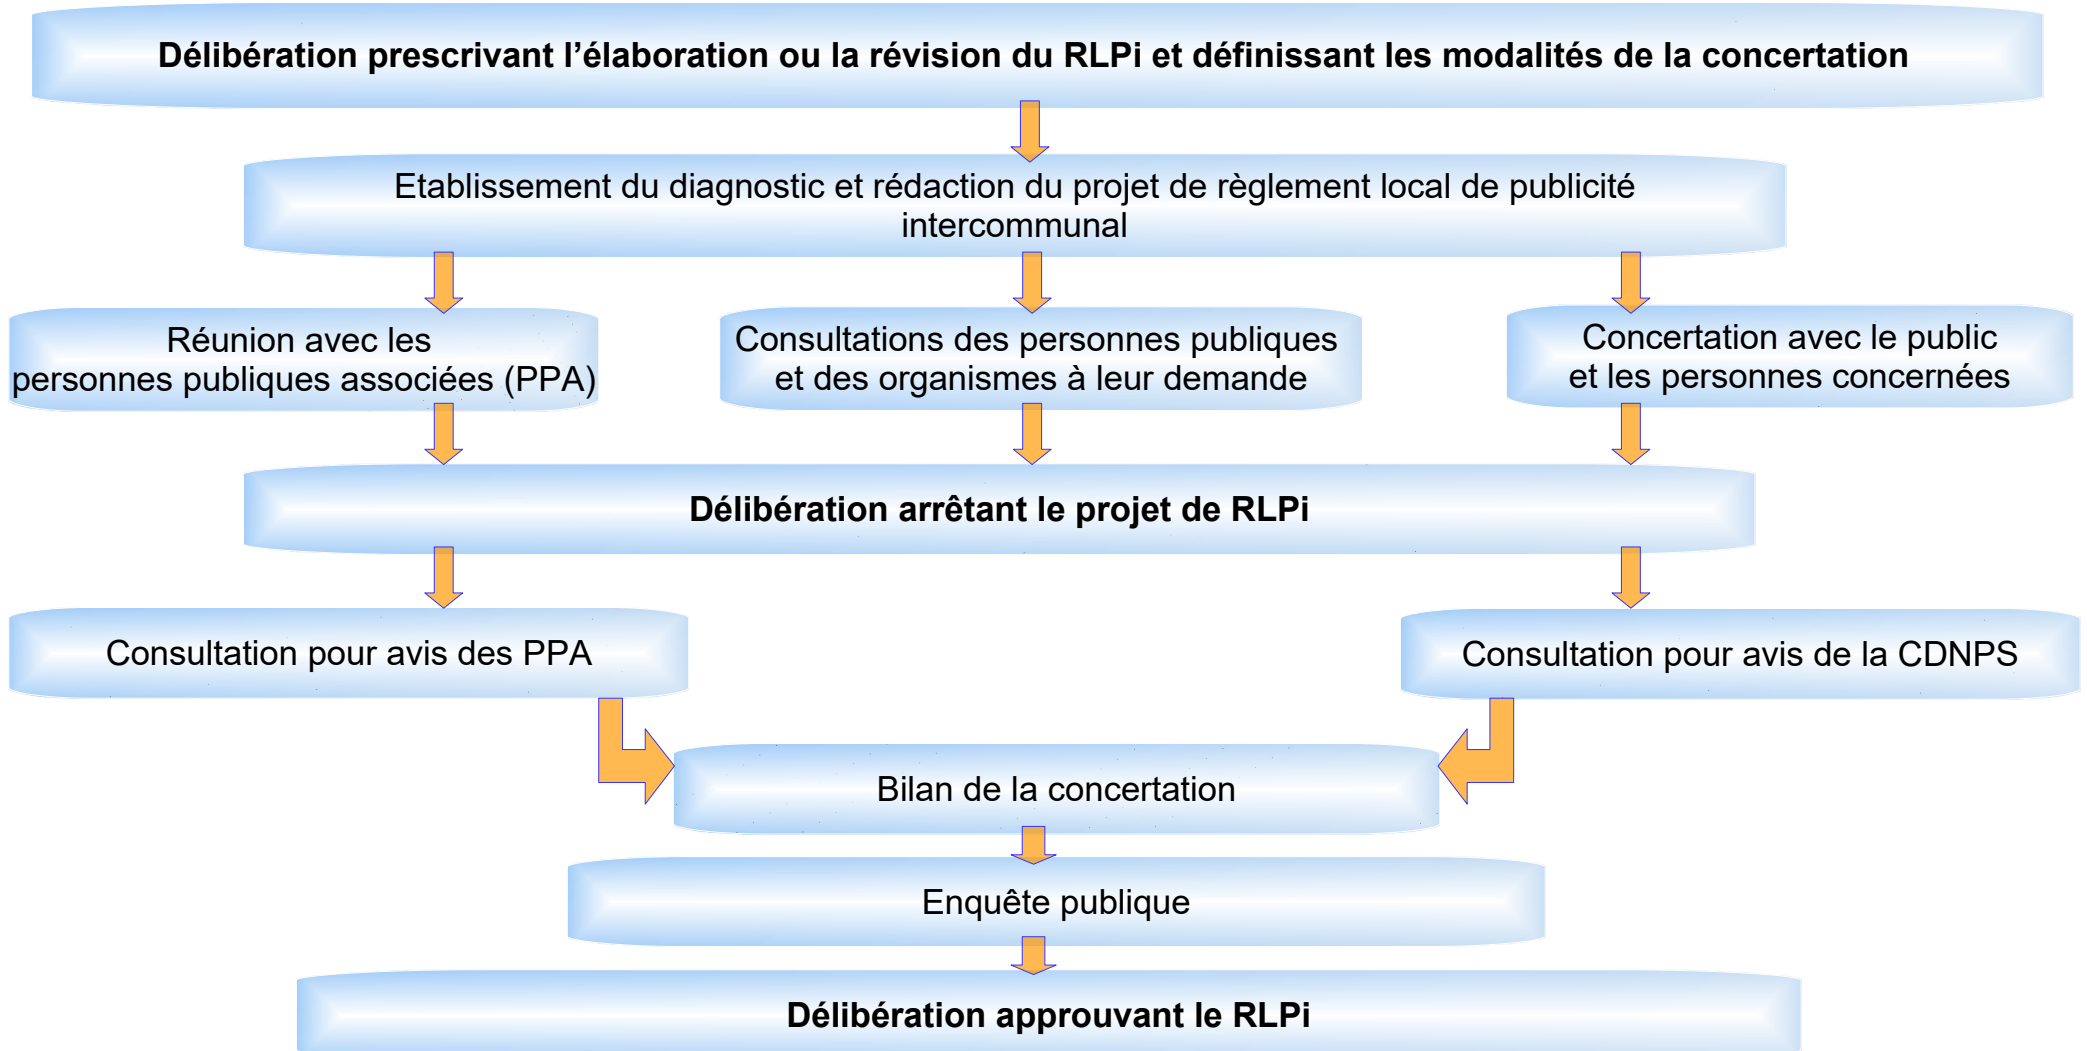 Délibération prescrivant l’élaboration ou la révision du RLPi et définissant les modalités de la concertation
Etablissement du diagnostic et rédaction du projet de règlement local de publicité
intercommunal
Réunion avec les
personnes publiques associées (PPA)
Consultations des personnes publiques
et des organismes à leur demande
Concertation avec le public
et les personnes concernées
Délibération arrêtant le projet de RLPi
Consultation pour avis des PPA
Consultation pour avis de la CDNPS
Bilan de la concertation
Enquête publique
Délibération approuvant le RLPi